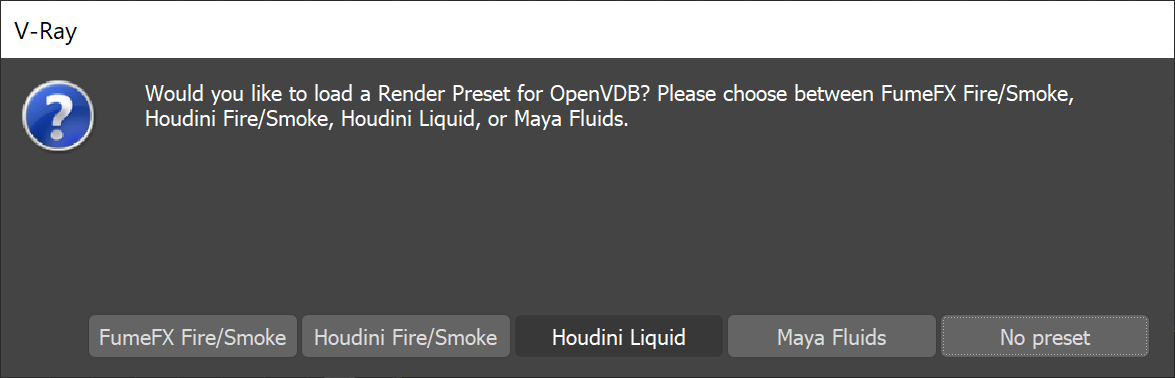 V-Ray
?
Would you like to load a Render Preset for OpenVDB? Please choose between FumeFX Fire/Smoke,
Houdini Fire/Smoke, Houdini Liquid, or Maya Fluids.
FumeFX Fire/Smoke Houdini Fire/Smoke Houdini Liquid Maya Fluids No preset